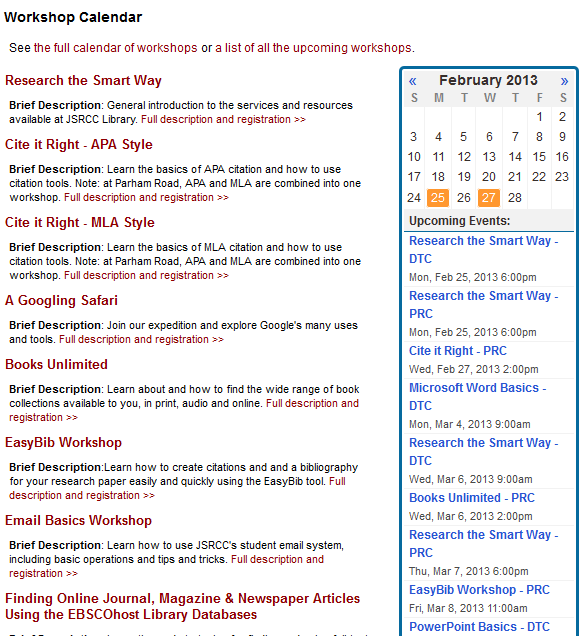 Workshop Calendar
See the full calendar of workshops or a list of all the upcoming workshops.
Research the Smart Way
Brief Description: General introduction to the services and resources
available at JSRCC Library. Full description and registration >>
Cite it Right - APA Style
Brief Description: Learn the basics of APA citation and how to use
citation tools. Note: at Parham Road, APA and MLA are combined into one
workshop. Full description and registration >>
Cite it Right - MLA Style
Brief Description: Learn the basics of MLA citation and how to use
citation tools. Note: at Parham Road, APA and MLA are combined into one
workshop. Full description and registration >>
A Googling Safari
Brief Description: Join our expedition and explore Google's many uses
and tools. Full description and registration >>
Books Unlimited
Brief Description: Learn about and how to find the wide range of book
collections available to you, in print, audio and online. Full description and
registration >>
EasyBib Workshop
Brief Description:Learn how to create citations and and a bibliography
for your research paper easily and quickly using the EasyBib tool. Full
description and registration >>
Email Basics Workshop
Brief Description: Learn how to use JSRCC's student email system,
including basic operations and tips and tricks. Full description and
registration >>
Finding Online Journal, Magazine & Newspaper Articles
Using the EBSCOhost Library Databases
« February 2013 »
S M T W T F S
1 2
3 4 5 6 7 8 9
10 11 12 13 14 15 16
17 18 19 20 21 22 23
24 25 26 27 28
Upcoming Events:
Research the Smart Way -
DTC
Mon, Feb 25, 2013 6:00pm
Research the Smart Way -
PRC
Mon, Feb 25, 2013 6:00pm
Cite it Right - PRC
Wed, Feb 27, 2013 2:00pm
Microsoft Word Basics -
DTC
Mon, Mar 4, 2013 9:00am
Research the Smart Way -
DTC
Wed, Mar 6, 2013 9:00am
Books Unlimited - PRC
Wed, Mar 6, 2013 2:00pm
Research the Smart Way -
PRC
Thu, Mar 7, 2013 6:00pm
EasyBib Workshop - PRC
Fri, Mar 8, 2013 11:00am
PowerPoint Basics - DTC